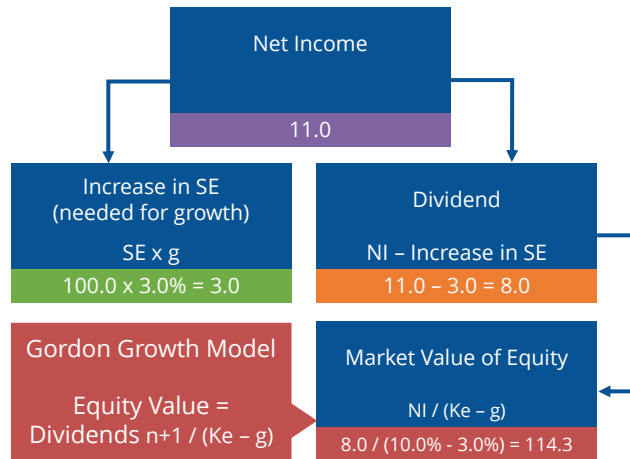 Net Income
11.0
Increase in SE
(needed for growth)
SE x g
100.0 x 3.0% = 3.0
Dividend
NI – Increase in SE
11.0 – 3.0 = 8.0
Gordon Growth Model
Equity Value =
Dividends n+1 / (Ke – g)
Market Value of Equity
NI / (Ke – g)
8.0 / (10.0% - 3.0%) = 114.3